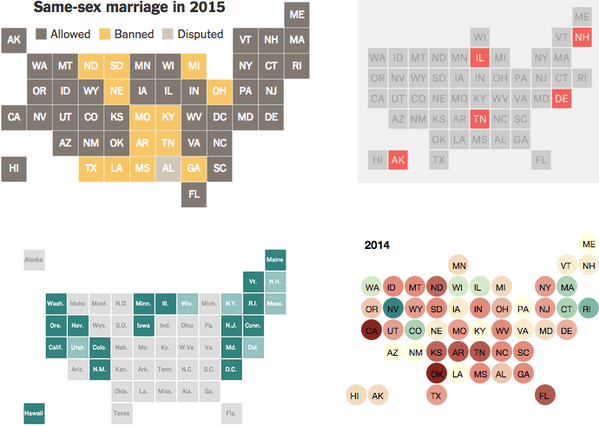 Same-sex marriage in 2015
Allowed Banned Disputed
ME
AK VT NH MA
WA MT ND SD MN WI MI NY CT RI
OR ID WY NE IA IL IN OH PA NJ
CA NV UT CO KS MO KY WV DC MD DE
AZ NM OK AR TN VA NC
HI TX LA MS AL GA SC
FL
ME
WI VT NH
WA ID MT ND MN IL MI NY MA
OR NV WY SD IA IN OH PA NJ CT RI
CA UT CO NE MO KY WV VA MD DE
AZ NM KS AR TN NC SC
OK LA MS AL GA
HI AK TX FL
Alaska Maine
Vt. N.H.
Wash. Idaho Mont. N.D. Minn. Ill. Wis. Mich. N.Y. R.I. Mass.
Ore. Nev. Wyo. S.D. Iowa Ind. Ohio Pa. N.J. Conn.
Calif. Utah Colo. Neb. Mo. Ky. W.Va. Va. Md. Del.
Ariz. N.M. Kan. Ark. Tenn. N.C. S.C. D.C.
Okla. La. Miss. Ala. Ga.
Hawaii Texas Fla.
2014
ME
MN VT NH
WA ID MT ND WI IL MI NY MA
OR NV WY SD IA IN OH PA NJ CT RI
CA UT CO NE MO KY WV VA MD DE
AZ NM KS AR TN NC SC
OK LA MS AL GA
HI AK TX FL